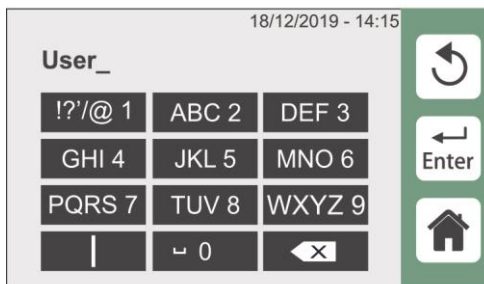 18/12/2019 - 14:15
User_
!?'/@ 1 ABC 2 DEF 3
GHI 4 JKL 5 MNO 6
Enter
PQRS 7 TUV 8 WXYZ 9
| ⎵ 0